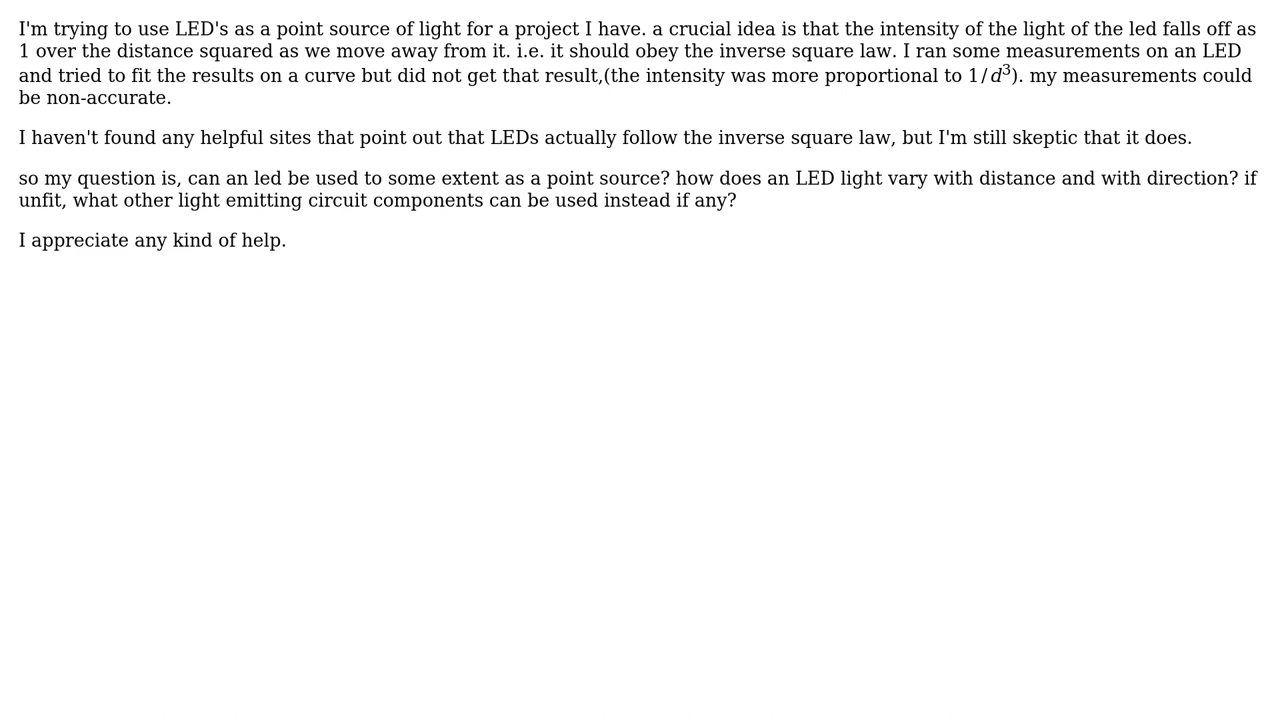 I'm trying to use LED's as a point source of light for a project I have. a crucial idea is that the intensity of the light of the led falls off as
1 over the distance squared as we move away from it. i.e. it should obey the inverse square law. I ran some measurements on an LED
and tried to fit the results on a curve but did not get that result,(the intensity was more proportional to 1/d³). my measurements could
be non-accurate.
I haven't found any helpful sites that point out that LEDs actually follow the inverse square law, but I'm still skeptic that it does.
so my question is, can an led be used to some extent as a point source? how does an LED light vary with distance and with direction? if
unfit, what other light emitting circuit components can be used instead if any?
I appreciate any kind of help.